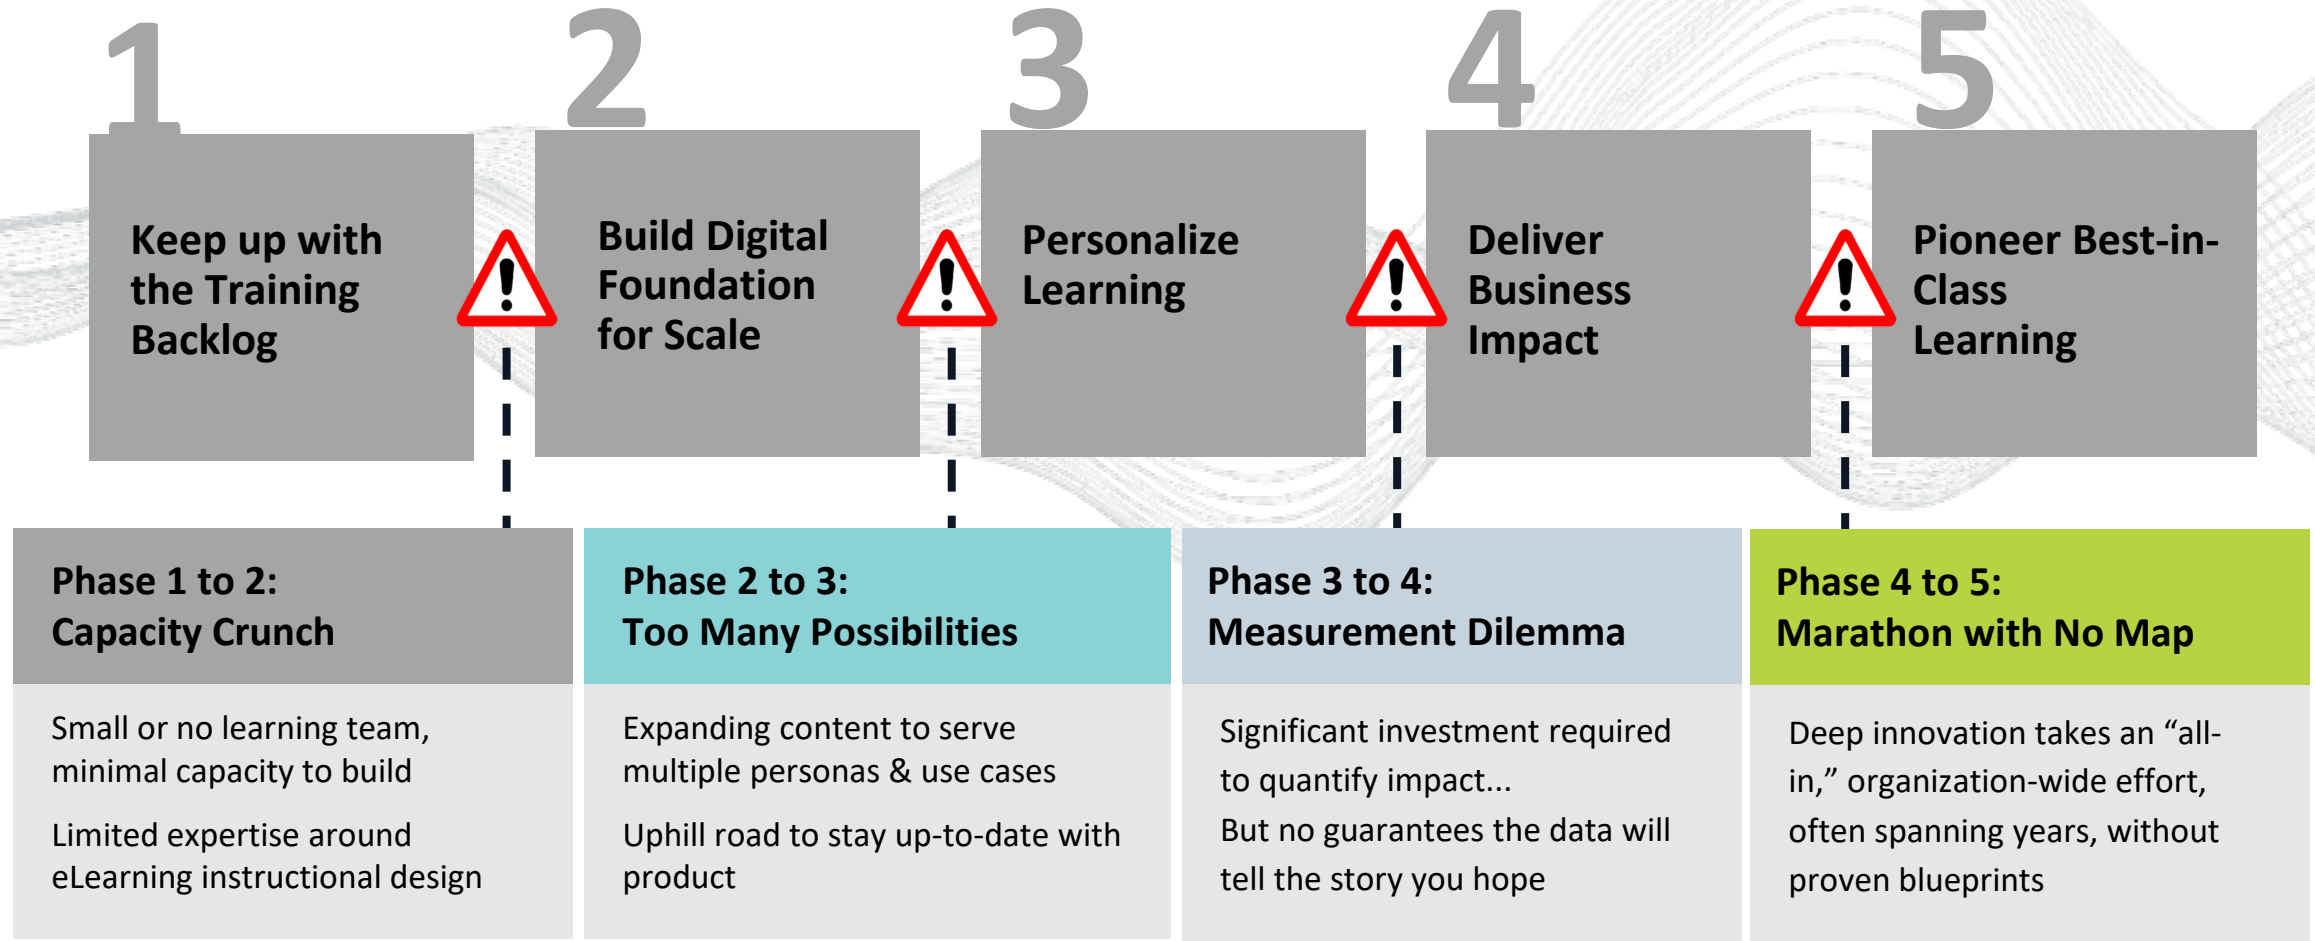 1
Keep up with
the Training
Backlog
2
Build Digital
Foundation
for Scale
3
Personalize
Learning
4
Deliver
Business
Impact
5
Pioneer Best-in-
Class
Learning
Phase 1 to 2:
Capacity Crunch
Small or no learning team,
minimal capacity to build
Limited expertise around
eLearning instructional design
Phase 2 to 3:
Too Many Possibilities
Expanding content to serve
multiple personas & use cases
Uphill road to stay up-to-date with
product
Phase 3 to 4:
Measurement Dilemma
Significant investment required
to quantify impact...
But no guarantees the data will
tell the story you hope
Phase 4 to 5:
Marathon with No Map
Deep innovation takes an “all-
in,” organization-wide effort,
often spanning years, without
proven blueprints